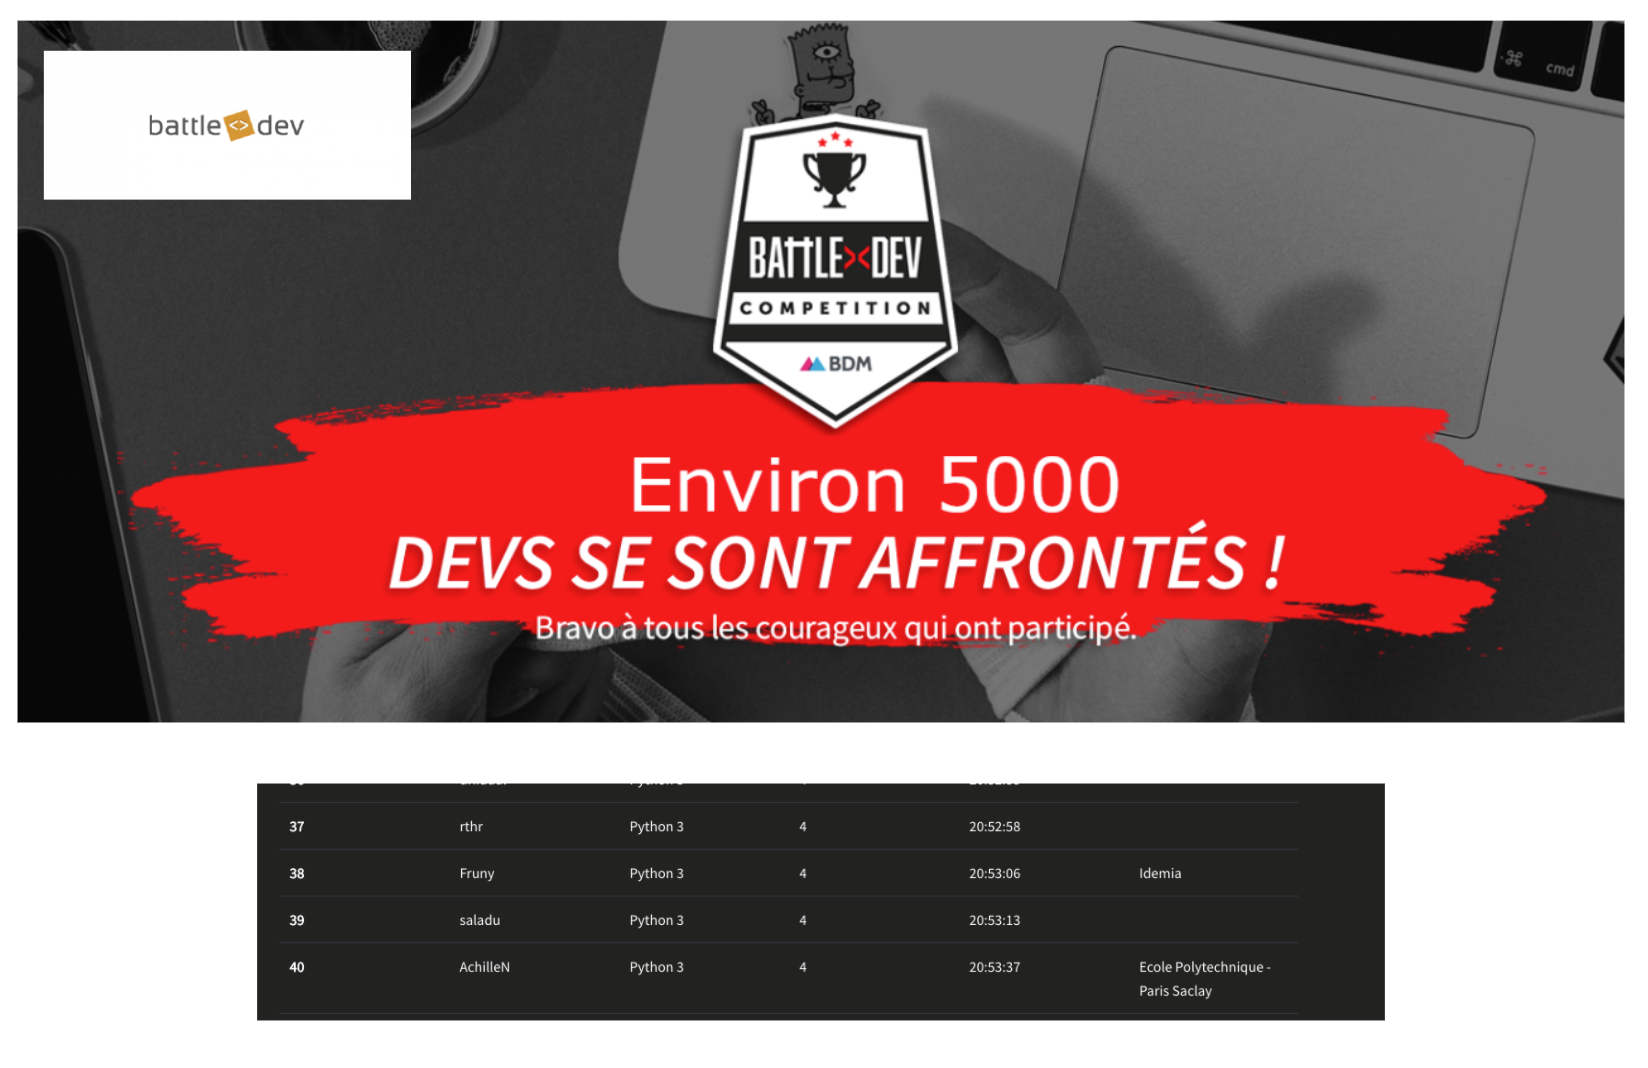 battle <> dev
⌘
cmd
BATTLE><DEV
COMPETITION
BDM
Environ 5000
DEVS SE SONT AFFRONTÉS !
Bravo à tous les courageux qui ont participé.
37 rthr Python 3 4 20:52:58
38 Fruny Python 3 4 20:53:06 Idemia
39 saladu Python 3 4 20:53:13
40 AchilleN Python 3 4 20:53:37 Ecole Polytechnique -
Paris Saclay